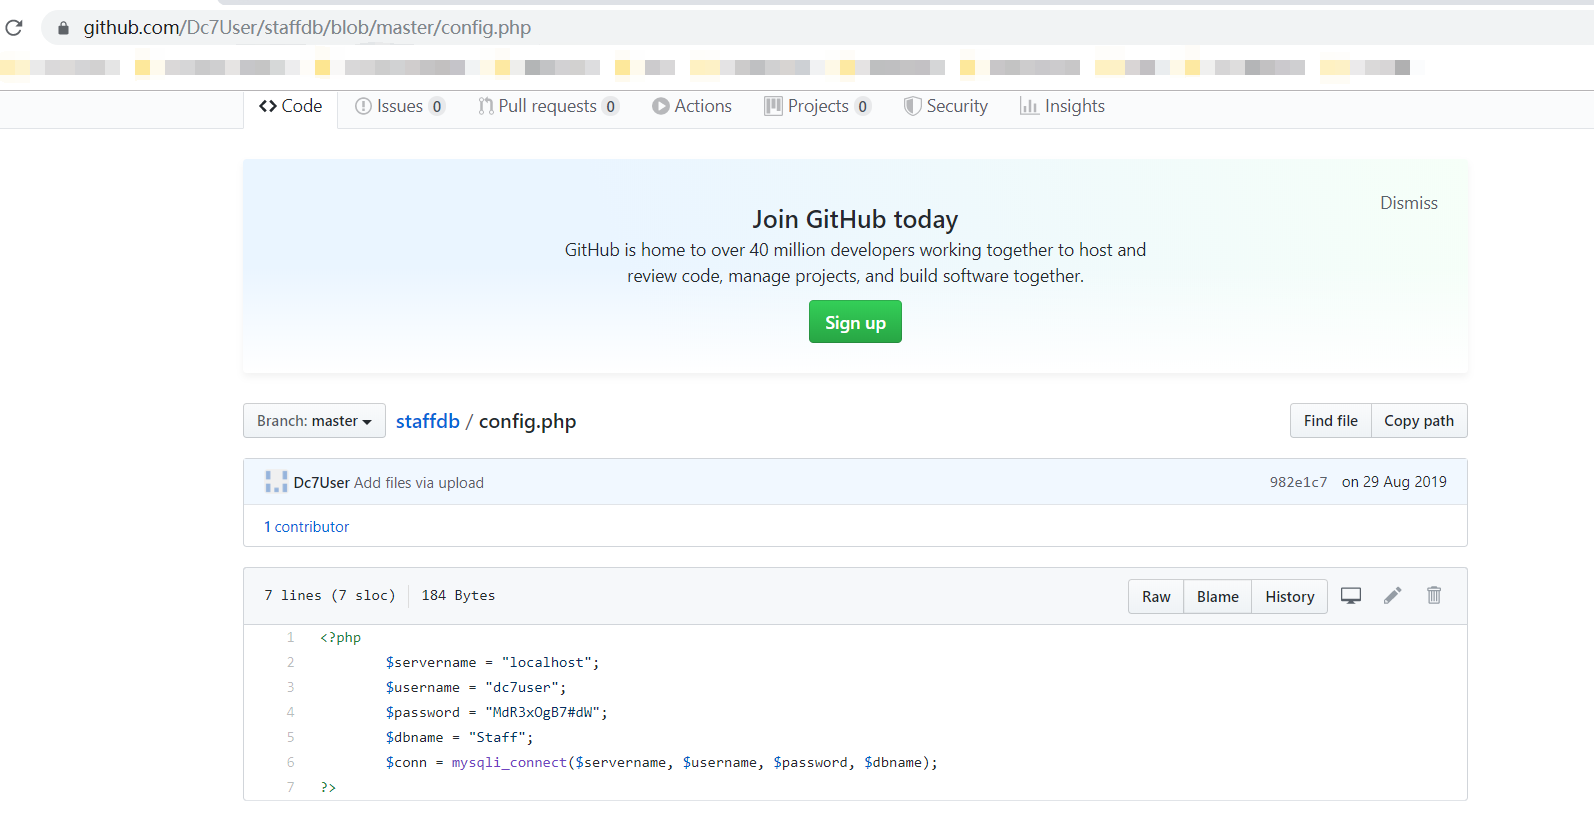 github.com/Dc7User/staffdb/blob/master/config.php
Code Issues 0 Pull requests 0 Actions Projects 0 Security Insights
Dismiss
Join GitHub today
GitHub is home to over 40 million developers working together to host and
review code, manage projects, and build software together.
Sign up
Branch: master staffdb / config.php Find file Copy path
Dc7User Add files via upload 982e1c7 on 29 Aug 2019
1 contributor
7 lines (7 sloc) 184 Bytes Raw Blame History
1 <?php
2 $servername = "localhost";
3 $username = "dc7user";
4 $password = "MdR3xOgB7#dW";
5 $dbname = "Staff";
6 $conn = mysqli_connect($servername, $username, $password, $dbname);
7 ?>